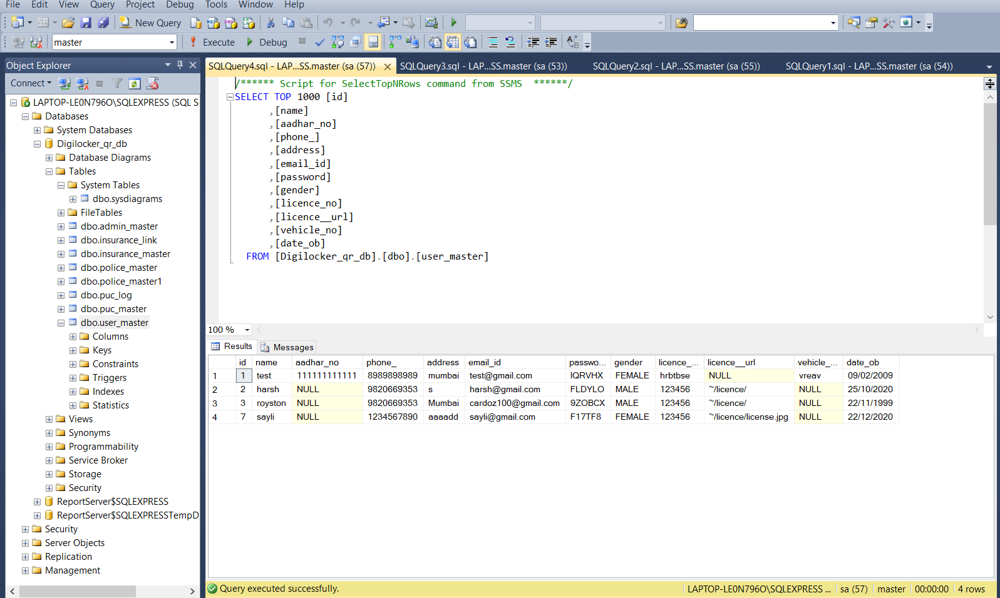 File Edit View Query Project Debug Tools Window Help
New Query
master Execute Debug
Object Explorer
Connect
LAPTOP-LE0N796O\SQLEXPRESS (SQL S
Databases
System Databases
Digilocker_qr_db
Database Diagrams
Tables
System Tables
dbo.sysdiagrams
FileTables
dbo.admin_master
dbo.insurance_link
dbo.insurance_master
dbo.police_master
dbo.police_master1
dbo.puc_log
dbo.puc_master
dbo.user_master
Columns
Keys
Constraints
Triggers
Indexes
Statistics
Views
Synonyms
Programmability
Service Broker
Storage
Security
ReportServer$SQLEXPRESS
ReportServer$SQLEXPRESSTempD
Security
Server Objects
Replication
Management
SQLQuery4.sql - LAP...SS.master (sa (57)) SQLQuery3.sql - LAP...SS.master (sa (53)) SQLQuery2.sql - LAP...SS.master (sa (55)) SQLQuery1.sql - LAP...SS.master (sa (54))
/****** Script for SelectTopNRows command from SSMS  ******/
SELECT TOP 1000 [id]
,[name]
,[aadhar_no]
,[phone_]
,[address]
,[email_id]
,[password]
,[gender]
,[licence_no]
,[licence__url]
,[vehicle_no]
,[date_ob]
FROM [Digilocker_qr_db].[dbo].[user_master]
100 %
Results Messages
id name aadhar_no phone_ address email_id passwo... gender licence_... licence__url vehicle_... date_ob
1 1 test 111111111111 8989898989 mumbai test@gmail.com IQRVHX FEMALE hrbtbse NULL vreav 09/02/2009
2 2 harsh NULL 9820669353 s harsh@gmail.com FLDYLO MALE 123456 ~/licence/ NULL 25/10/2020
3 3 royston NULL 9820669353 Mumbai cardoz100@gmail.com 9ZOBCX MALE 123456 ~/licence/ NULL 22/11/1999
4 7 sayli NULL 1234567890 aaaadd sayli@gmail.com F17TF8 FEMALE 123456 ~/licence/license.jpg NULL 22/12/2020
Query executed successfully. LAPTOP-LE0N796O\SQLEXPRESS ... sa (57) master 00:00:00 4 rows